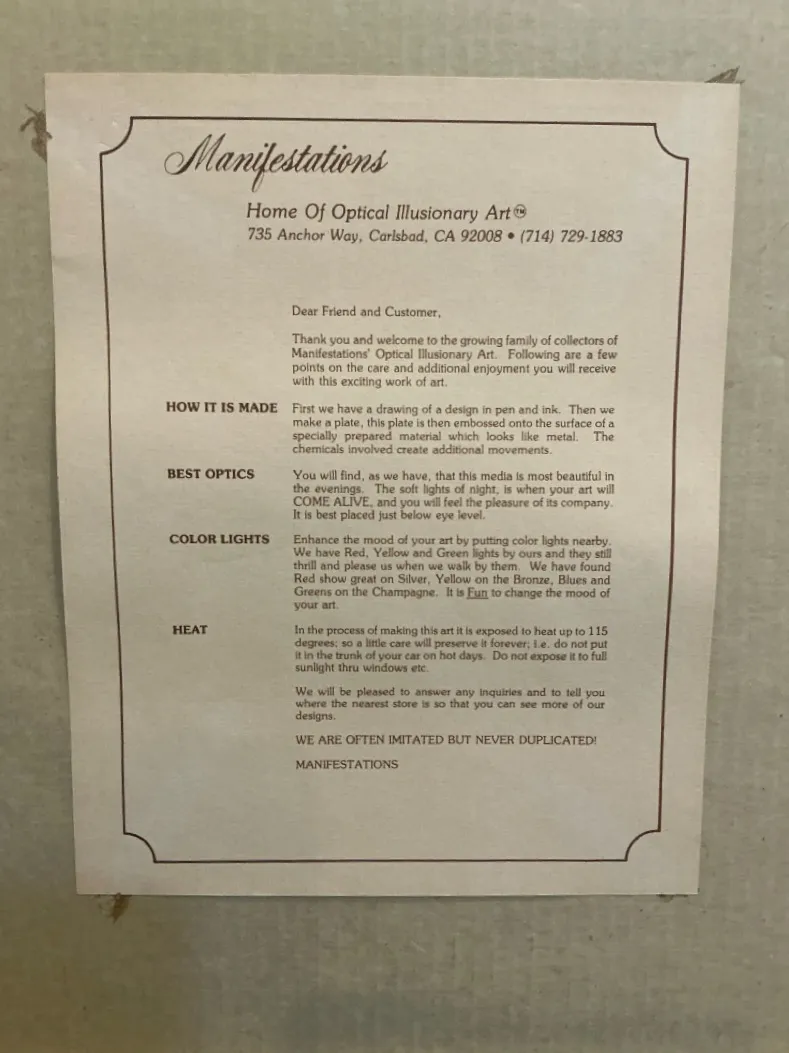 Manifestations
Home Of Optical Illusionary Art™
735 Anchor Way, Carlsbad, CA 92008 • (714) 729-1883
Dear Friend and Customer,
Thank you and welcome to the growing family of collectors of
Manifestations' Optical Illusionary Art. Following are a few
points on the care and additional enjoyment you will receive
with this exciting work of art.
HOW IT IS MADE First we have a drawing of a design in pen and ink. Then we
make a plate, this plate is then embossed onto the surface of a
specially prepared material which looks like metal. The
chemicals involved create additional movements.
BEST OPTICS You will find, as we have, that this media is most beautiful in
the evenings. The soft lights of night, is when your art will
COME ALIVE, and you will feel the pleasure of its company.
It is best placed just below eye level.
COLOR LIGHTS Enhance the mood of your art by putting color lights nearby.
We have Red, Yellow and Green lights by ours and they still
thrill and please us when we walk by them. We have found
Red show great on Silver, Yellow on the Bronze, Blues and
Greens on the Champagne. It is Fun to change the mood of
your art.
HEAT In the process of making this art it is exposed to heat up to 115
degrees; so a little care will preserve it forever; i.e. do not put
it in the trunk of your car on hot days. Do not expose it to full
sunlight thru windows etc.
We will be pleased to answer any inquiries and to tell you
where the nearest store is so that you can see more of our
designs.
WE ARE OFTEN IMITATED BUT NEVER DUPLICATED!
MANIFESTATIONS